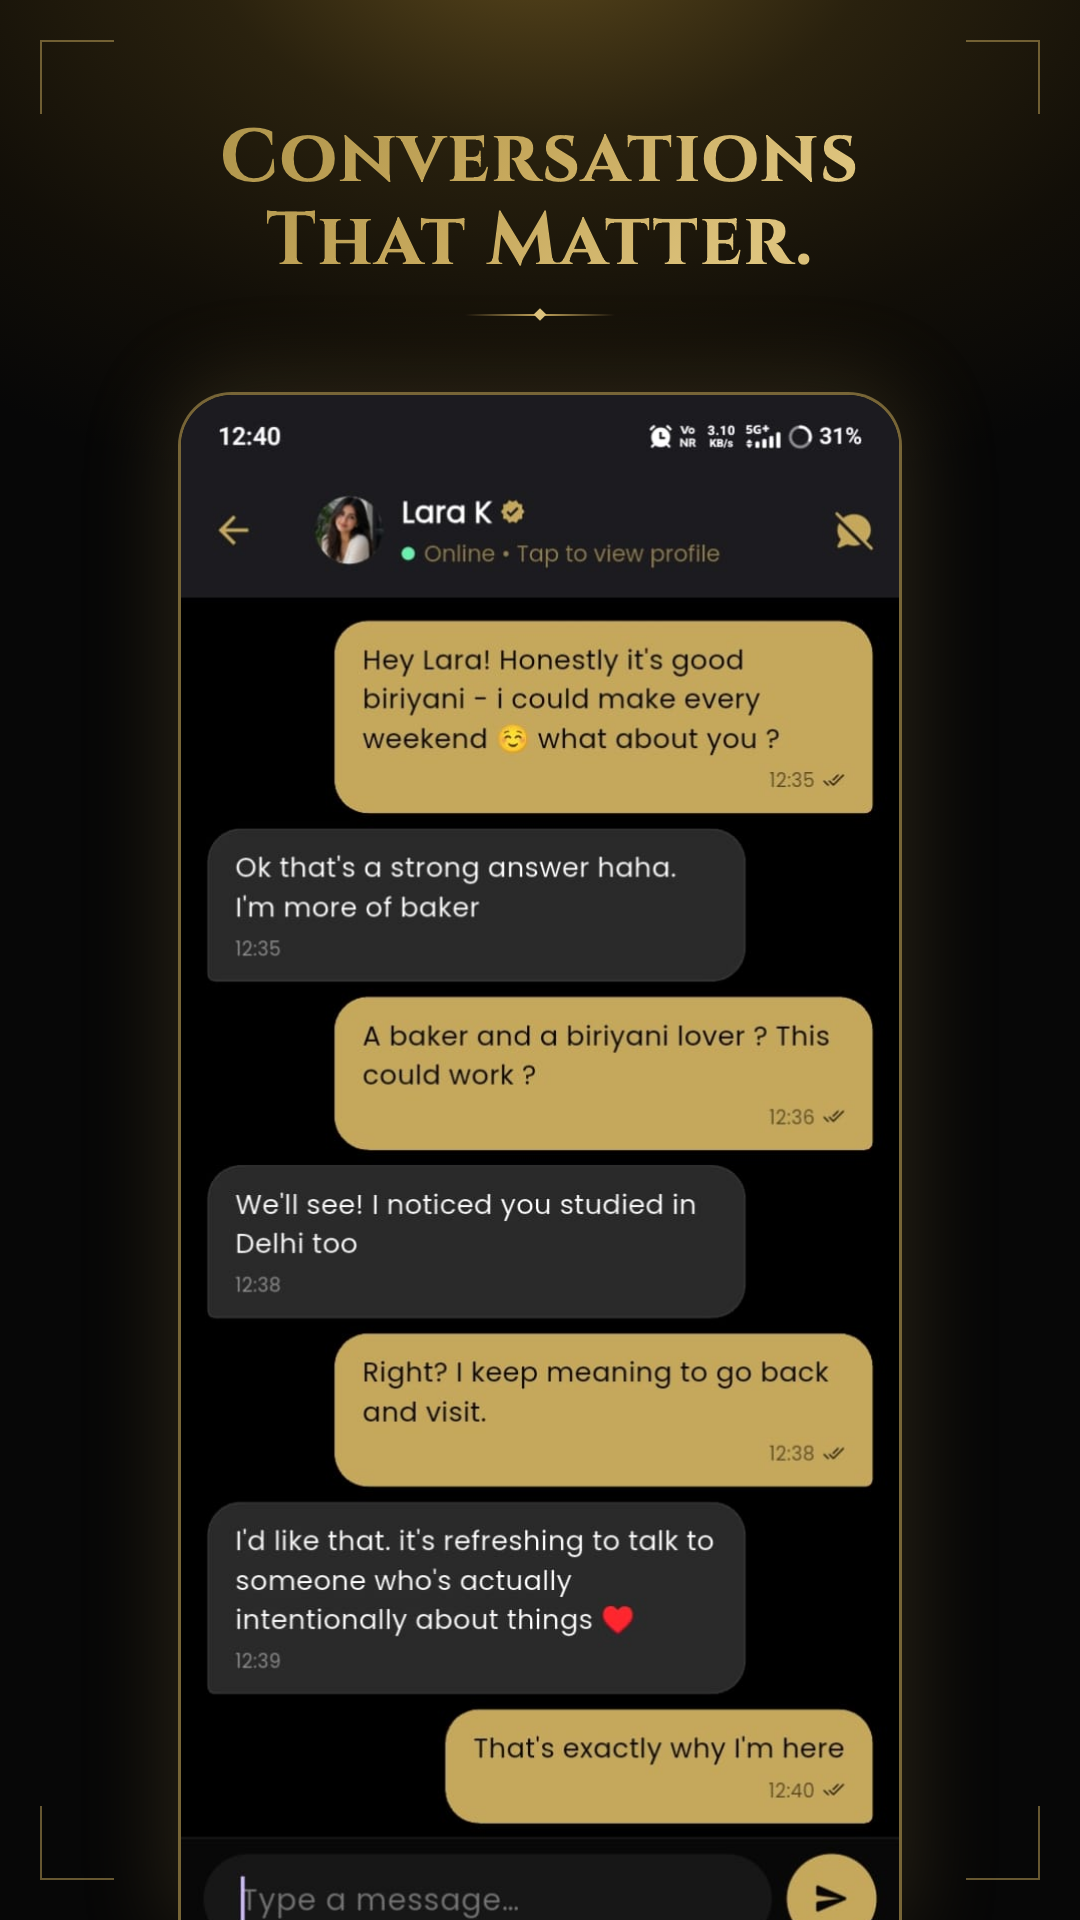 Conversations
That Matter.
12:40
Vo NR 3.10 KB/s 5G+ 31%
Lara K
Online • Tap to view profile
Hey Lara! Honestly it's good
biriyani - i could make every
weekend ☺️ what about you ?
12:35
Ok that's a strong answer haha.
I'm more of baker
12:35
A baker and a biriyani lover ? This
could work ?
12:36
We'll see! I noticed you studied in
Delhi too
12:38
Right? I keep meaning to go back
and visit.
12:38
I'd like that. it's refreshing to talk to
someone who's actually
intentionally about things ♥️
12:39
That's exactly why I'm here
12:40
Type a message...